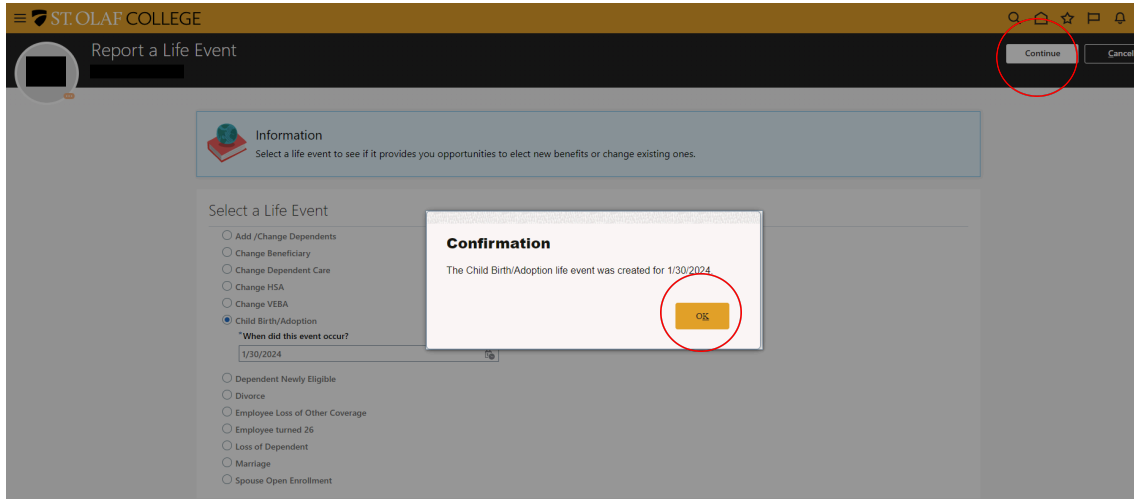 ST. OLAF COLLEGE
Report a Life Event
Continue
Cancel
Information
Select a life event to see if it provides you opportunities to elect new benefits or change existing ones.
Select a Life Event
Add /Change Dependents
Change Beneficiary
Change Dependent Care
Change HSA
Change VEBA
Child Birth/Adoption
*When did this event occur?
1/30/2024
Dependent Newly Eligible
Divorce
Employee Loss of Other Coverage
Employee turned 26
Loss of Dependent
Marriage
Spouse Open Enrollment
Confirmation
The Child Birth/Adoption life event was created for 1/30/2024
OK